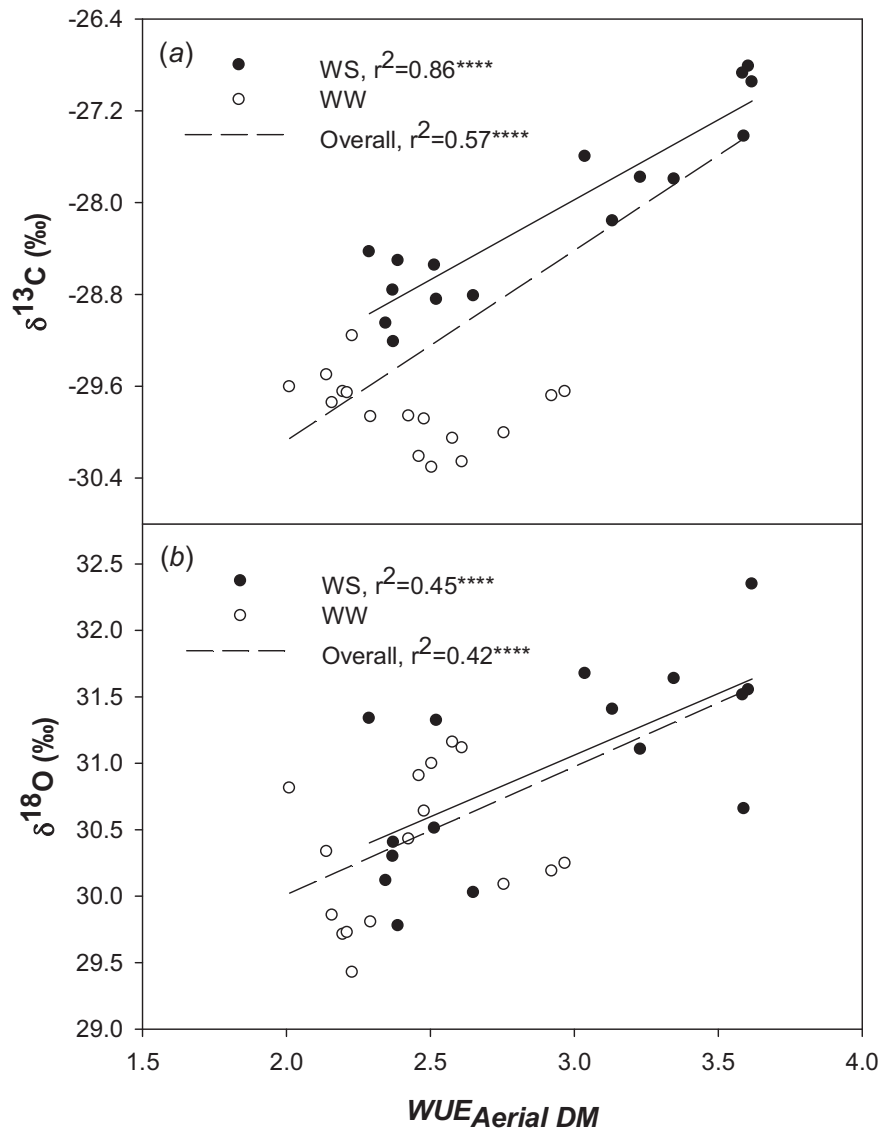 (a)
WS, r²=0.86****
WW
Overall, r²=0.57****
-26.4
-27.2
-28.0
-28.8
-29.6
-30.4
δ¹³C (‰)
(b)
WS, r²=0.45****
WW
Overall, r²=0.42****
32.5
32.0
31.5
31.0
30.5
30.0
29.5
29.0
δ¹⁸O (‰)
1.5 2.0 2.5 3.0 3.5 4.0
WUE Aerial DM